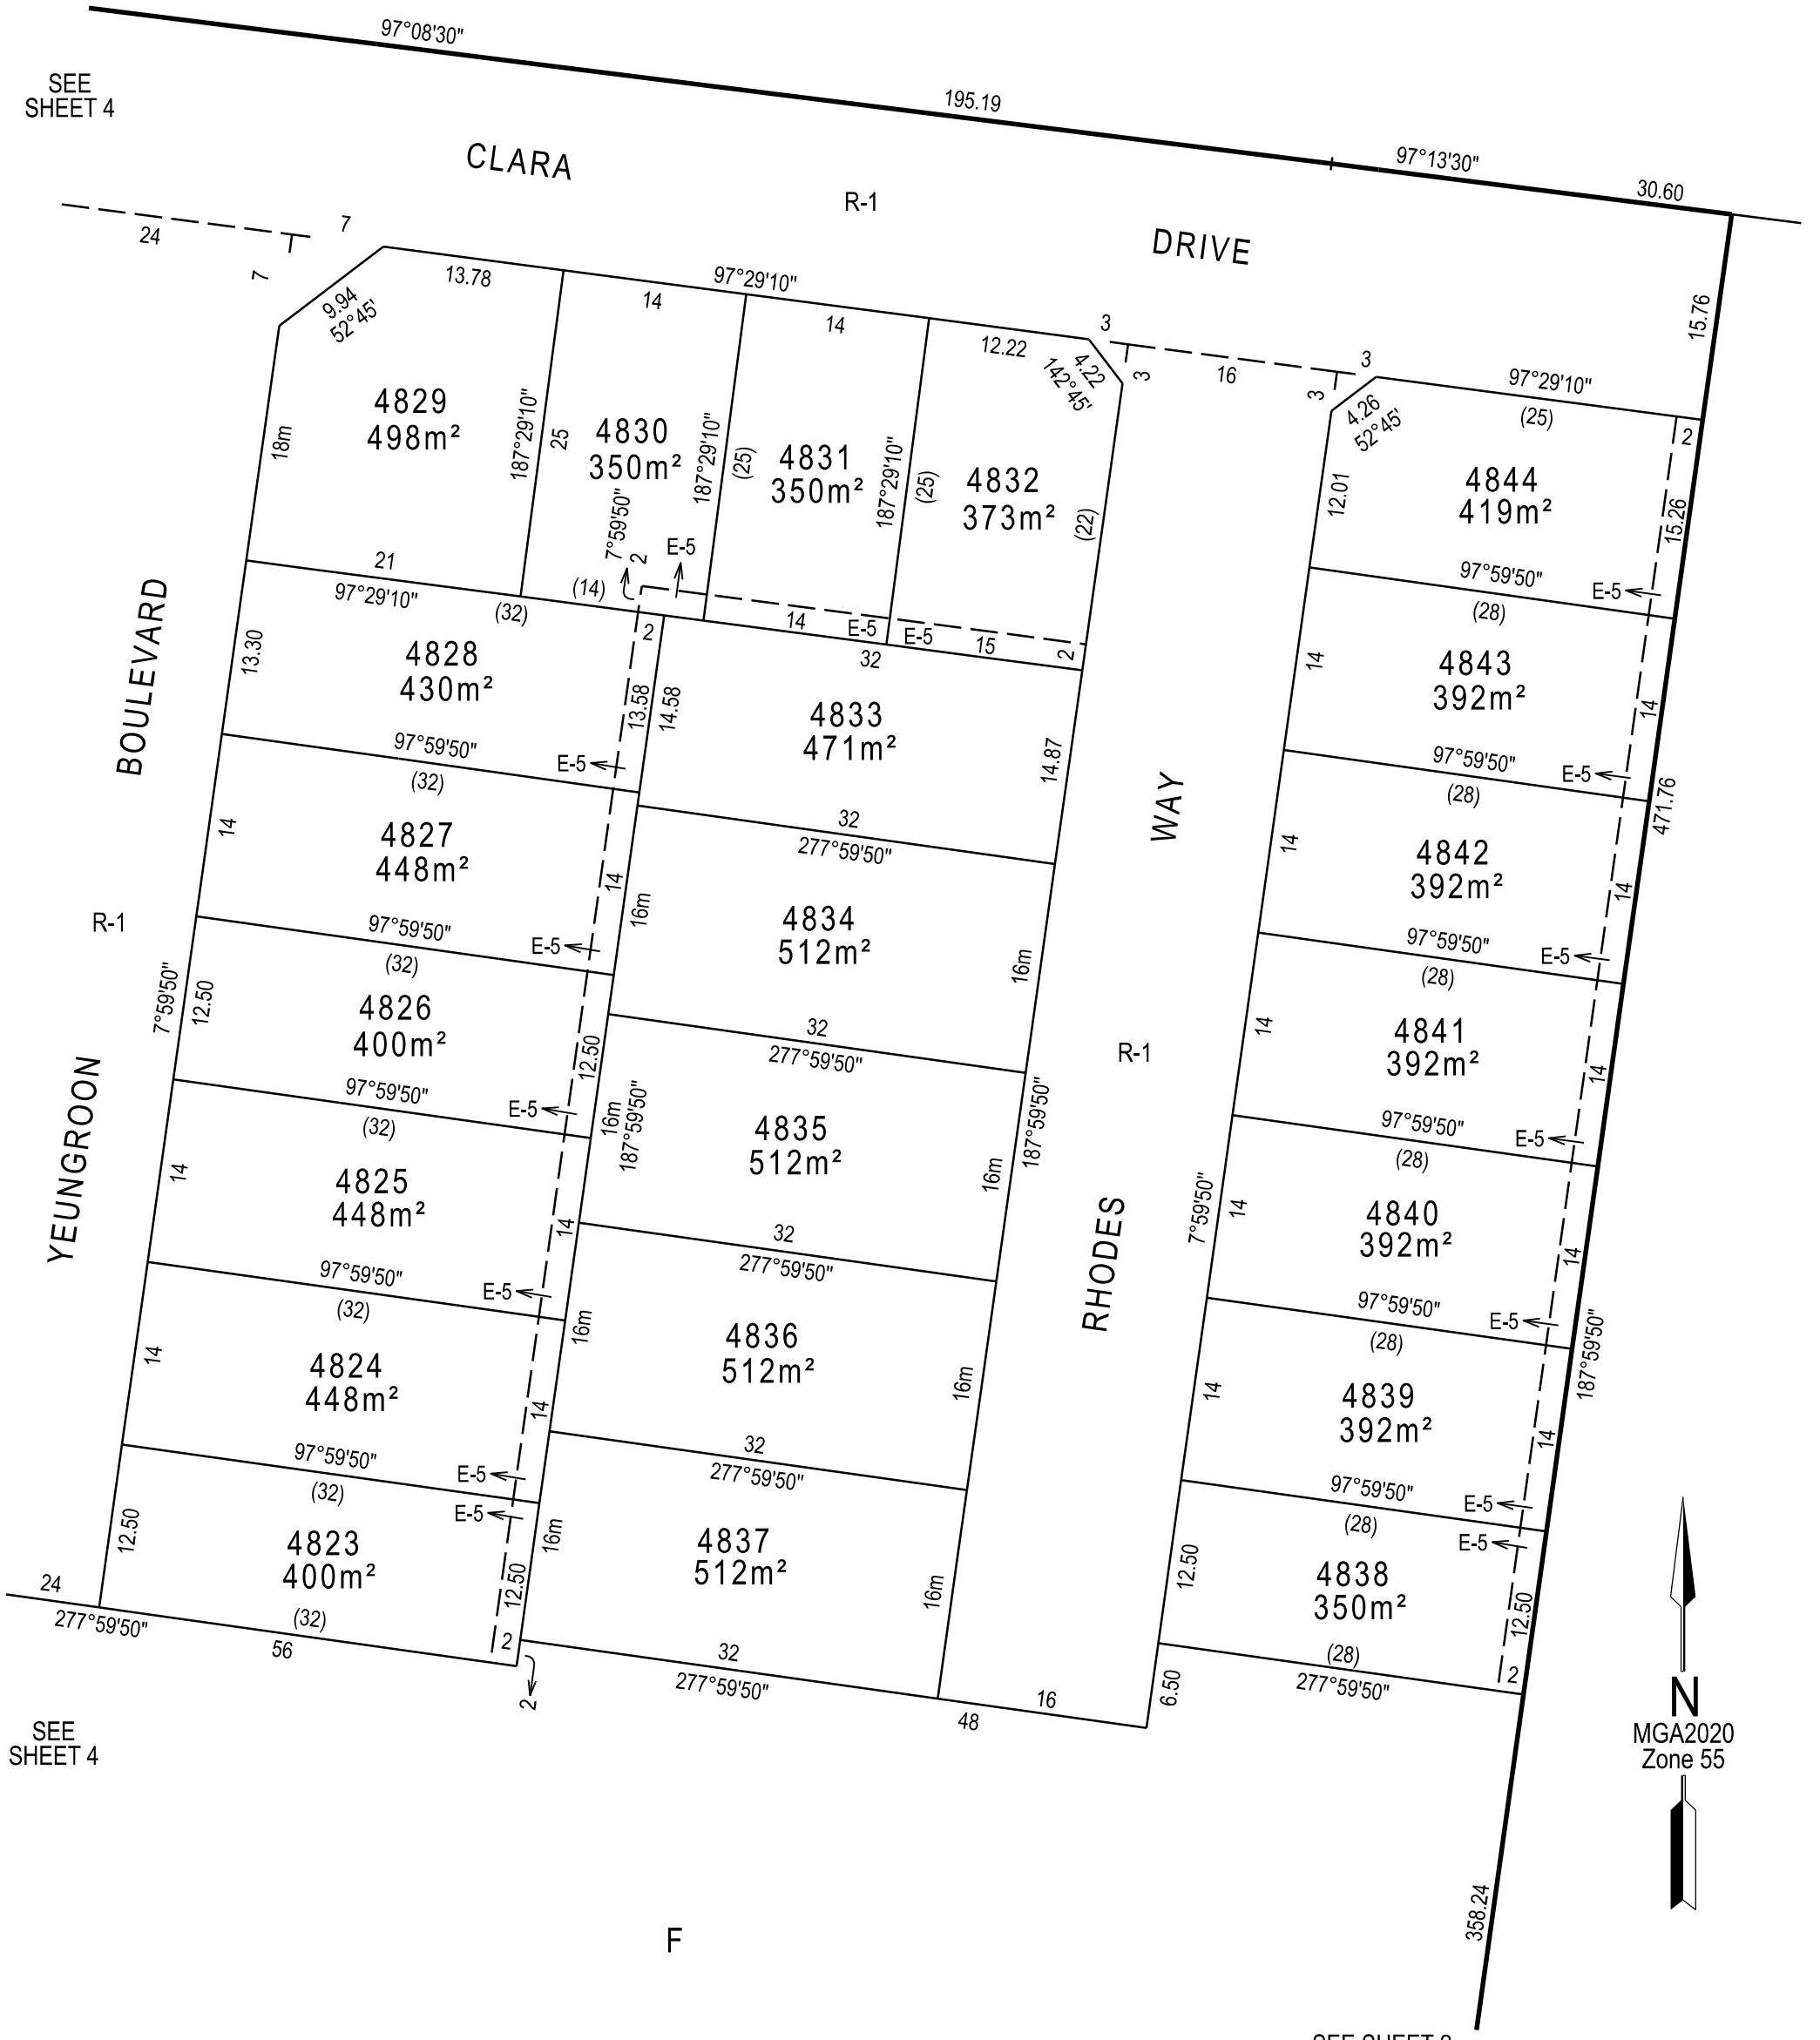 97°08'30"
SEE
SHEET 4
195.19
97°13'30"
30.60
CLARA
R-1
DRIVE
24
7
7
9.94
52°45'
13.78
14
97°29'10"
14
12.22
3
4.22
142°45'
3
16
3
3
4.26
52°45'
97°29'10"
(25)
15.76
2
18m
4829
498m²
187°29'10"
25
4830
350m²
187°29'10"
(25)
4831
350m²
187°29'10"
(25)
4832
373m²
(22)
12.01
4844
419m²
15.26
E-5
7°59'50"
2
E-5
21
97°29'10"
(32)
(14)
14
E-5
E-5
15
2
32
97°59'50"
(28)
BOULEVARD
13.30
4828
430m²
2
13.58
14.58
4833
471m²
14.87
14
4843
392m²
14
E-5
97°59'50"
(32)
E-5
97°59'50"
(28)
471.76
14
4827
448m²
14
32
277°59'50"
WAY
14
4842
392m²
14
E-5
R-1
97°59'50"
(32)
E-5
16m
4834
512m²
16m
97°59'50"
(28)
7°59'50"
12.50
4826
400m²
12.50
32
277°59'50"
R-1
14
4841
392m²
14
E-5
YEUNGROON
97°59'50"
(32)
E-5
16m
187°59'50"
4835
512m²
16m
187°59'50"
97°59'50"
(28)
14
4825
448m²
14
32
277°59'50"
RHODES
7°59'50"
14
4840
392m²
14
E-5
97°59'50"
(32)
E-5
16m
4836
512m²
16m
97°59'50"
(28)
187°59'50"
14
4824
448m²
14
32
277°59'50"
14
4839
392m²
14
E-5
97°59'50"
(32)
E-5
E-5
97°59'50"
(28)
E-5
12.50
4823
400m²
12.50
16m
4837
512m²
16m
12.50
4838
350m²
12.50
24
277°59'50"
(32)
56
2
2
32
277°59'50"
16
48
6.50
(28)
277°59'50"
2
N
MGA2020
Zone 55
SEE
SHEET 4
F
358.24